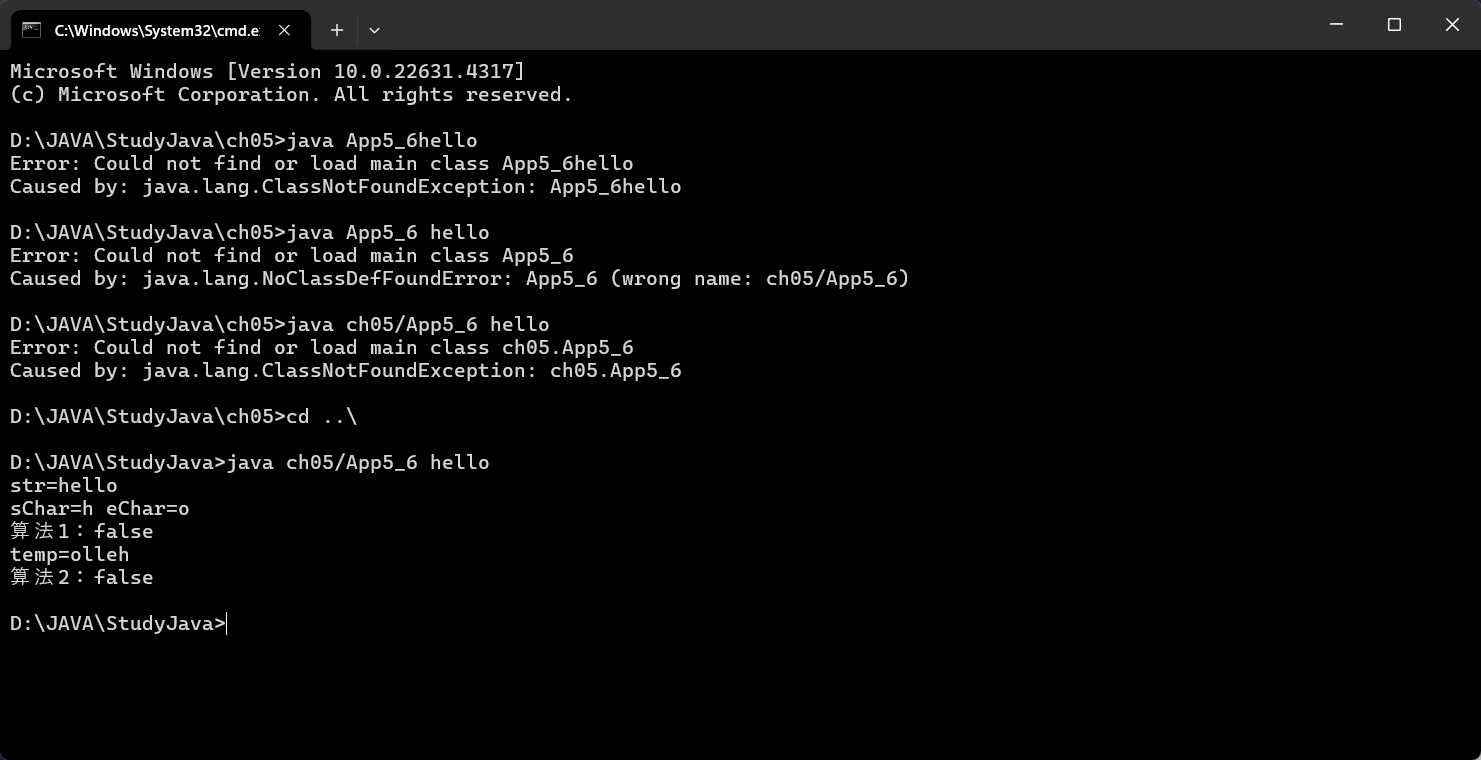 C:\Windows\System32\cmd.e
Microsoft Windows [Version 10.0.22631.4317]
(c) Microsoft Corporation. All rights reserved.
D:\JAVA\StudyJava\ch05>java App5_6hello
Error: Could not find or load main class App5_6hello
Caused by: java.lang.ClassNotFoundException: App5_6hello
D:\JAVA\StudyJava\ch05>java App5_6 hello
Error: Could not find or load main class App5_6
Caused by: java.lang.NoClassDefFoundError: App5_6 (wrong name: ch05/App5_6)
D:\JAVA\StudyJava\ch05>java ch05/App5_6 hello
Error: Could not find or load main class ch05.App5_6
Caused by: java.lang.ClassNotFoundException: ch05.App5_6
D:\JAVA\StudyJava\ch05>cd ..\
D:\JAVA\StudyJava>java ch05/App5_6 hello
str=hello
sChar=h eChar=o
算法1：false
temp=olleh
算法2：false
D:\JAVA\StudyJava>